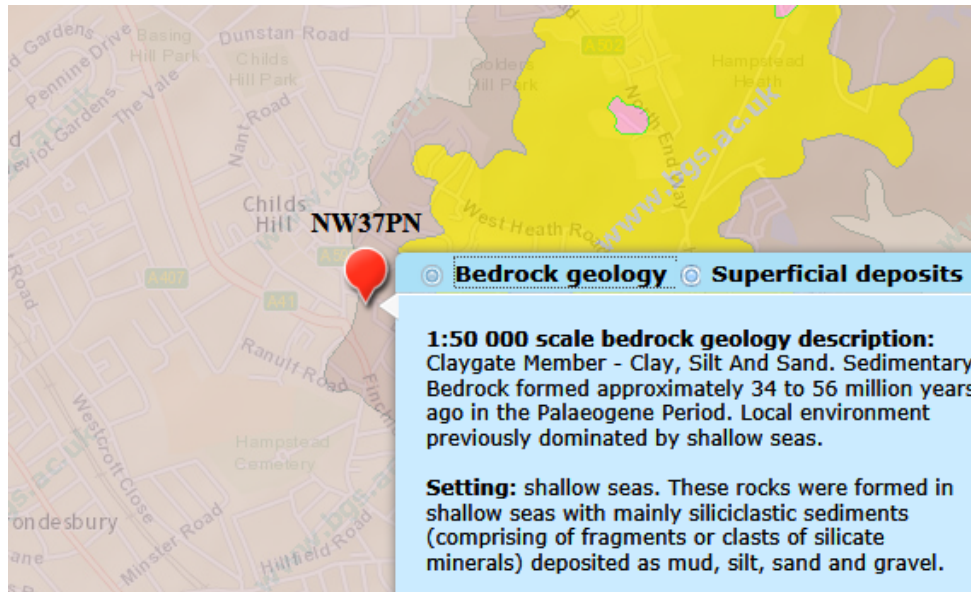 d Gardens
Pennine Drive
Basing
Hill Park
Dunstan Road
Childs
Hill Park
The Vale
Nant Road
Golders
Hill Park
A502
Hampstead
Heath
North End Way
www.bgs.ac.uk
Childs
Hill
NW37PN
West Heath Road
A407
A41
Ranulf Road
Finch
Hampstead
Cemetery
Westcroft Close
rondesbury
ane
Minster Road
Hillfield Road
Bedrock geology
Superficial deposits
1:50 000 scale bedrock geology description:
Claygate Member - Clay, Silt And Sand. Sedimentary
Bedrock formed approximately 34 to 56 million years
ago in the Palaeogene Period. Local environment
previously dominated by shallow seas.
Setting: shallow seas. These rocks were formed in
shallow seas with mainly siliciclastic sediments
(comprising of fragments or clasts of silicate
minerals) deposited as mud, silt, sand and gravel.